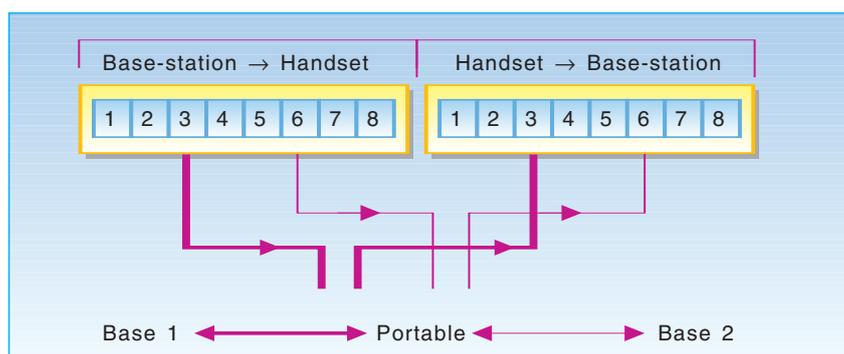 Base-station → Handset Handset → Base-station
1 2 3 4 5 6 7 8 1 2 3 4 5 6 7 8
Base 1 Portable Base 2